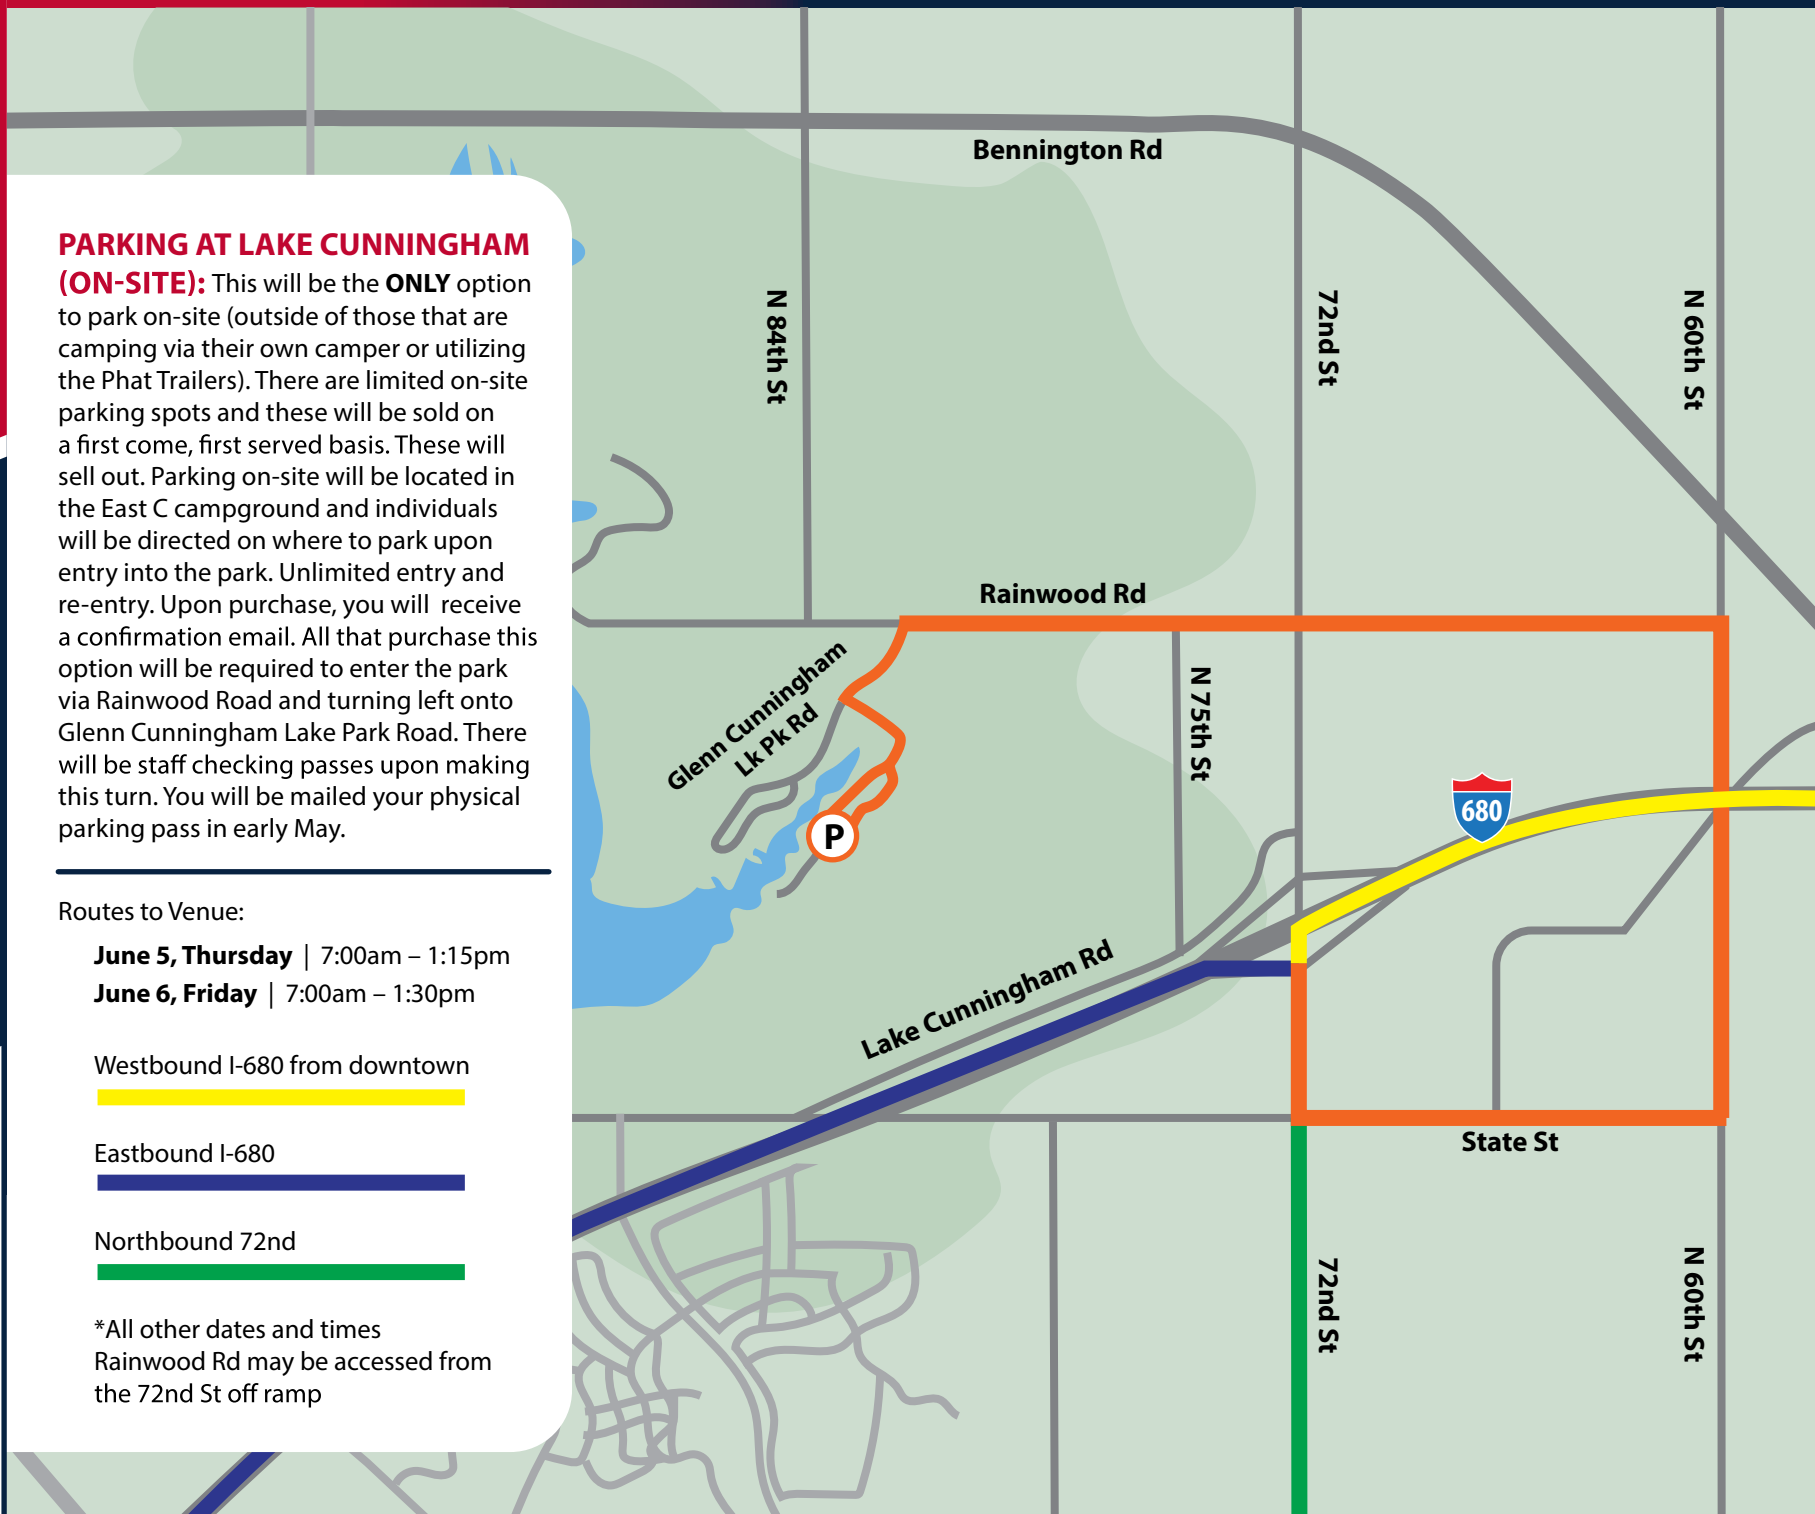 PARKING AT LAKE CUNNINGHAM
(ON-SITE): This will be the ONLY option
to park on-site (outside of those that are
camping via their own camper or utilizing
the Phat Trailers). There are limited on-site
parking spots and these will be sold on
a first come, first served basis. These will
sell out. Parking on-site will be located in
the East C campground and individuals
will be directed on where to park upon
entry into the park. Unlimited entry and
re-entry. Upon purchase, you will  receive
a confirmation email. All that purchase this
option will be required to enter the park
via Rainwood Road and turning left onto
Glenn Cunningham Lake Park Road. There
will be staff checking passes upon making
this turn. You will be mailed your physical
parking pass in early May.
Routes to Venue:
June 5, Thursday | 7:00am – 1:15pm
June 6, Friday | 7:00am – 1:30pm
Westbound I-680 from downtown
Eastbound I-680
Northbound 72nd
*All other dates and times
Rainwood Rd may be accessed from
the 72nd St off ramp
Bennington Rd
N 84th St
72nd St
N 60th  St
Rainwood Rd
Glenn Cunningham
Lk Pk Rd
N 75th St
680
P
Lake Cunningham Rd
State St
72nd St
N 60th St